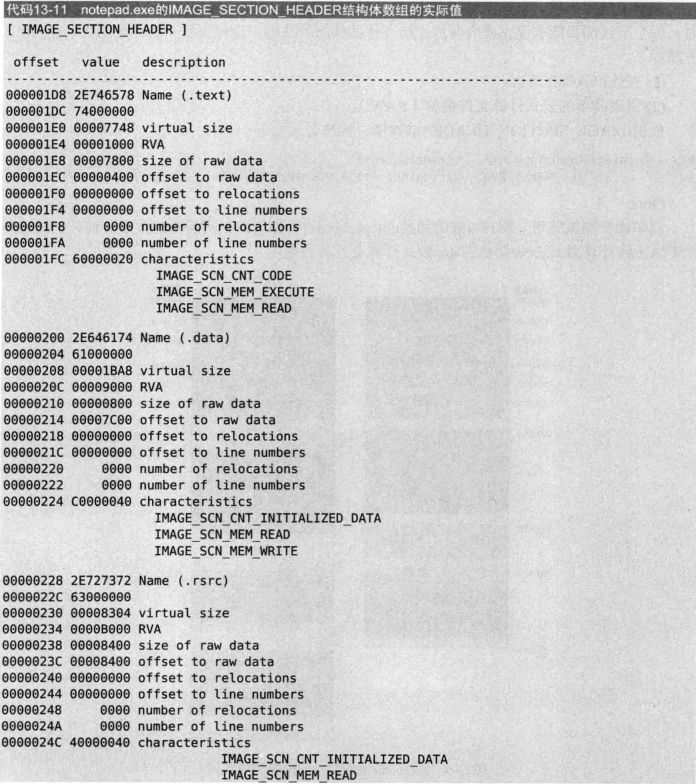 代码13-11 notepad.exe的IMAGE_SECTION_HEADER结构体数组的实际值
[ IMAGE_SECTION_HEADER ]
offset value description
-------------------------------------------------------------
000001D8 2E746578 Name (.text)
000001DC 74000000
000001E0 00007748 virtual size
000001E4 00001000 RVA
000001E8 00007800 size of raw data
000001EC 00000400 offset to raw data
000001F0 00000000 offset to relocations
000001F4 00000000 offset to line numbers
000001F8 0000 number of relocations
000001FA 0000 number of line numbers
000001FC 60000020 characteristics
IMAGE_SCN_CNT_CODE
IMAGE_SCN_MEM_EXECUTE
IMAGE_SCN_MEM_READ
00000200 2E646174 Name (.data)
00000204 61000000
00000208 00001BA8 virtual size
0000020C 00009000 RVA
00000210 00000800 size of raw data
00000214 00007C00 offset to raw data
00000218 00000000 offset to relocations
0000021C 00000000 offset to line numbers
00000220 0000 number of relocations
00000222 0000 number of line numbers
00000224 C0000040 characteristics
IMAGE_SCN_CNT_INITIALIZED_DATA
IMAGE_SCN_MEM_READ
IMAGE_SCN_MEM_WRITE
00000228 2E727372 Name (.rsrc)
0000022C 63000000
00000230 00008304 virtual size
00000234 0000B000 RVA
00000238 00008400 size of raw data
0000023C 00008400 offset to raw data
00000240 00000000 offset to relocations
00000244 00000000 offset to line numbers
00000248 0000 number of relocations
0000024A 0000 number of line numbers
0000024C 40000040 characteristics
IMAGE_SCN_CNT_INITIALIZED_DATA
IMAGE_SCN_MEM_READ